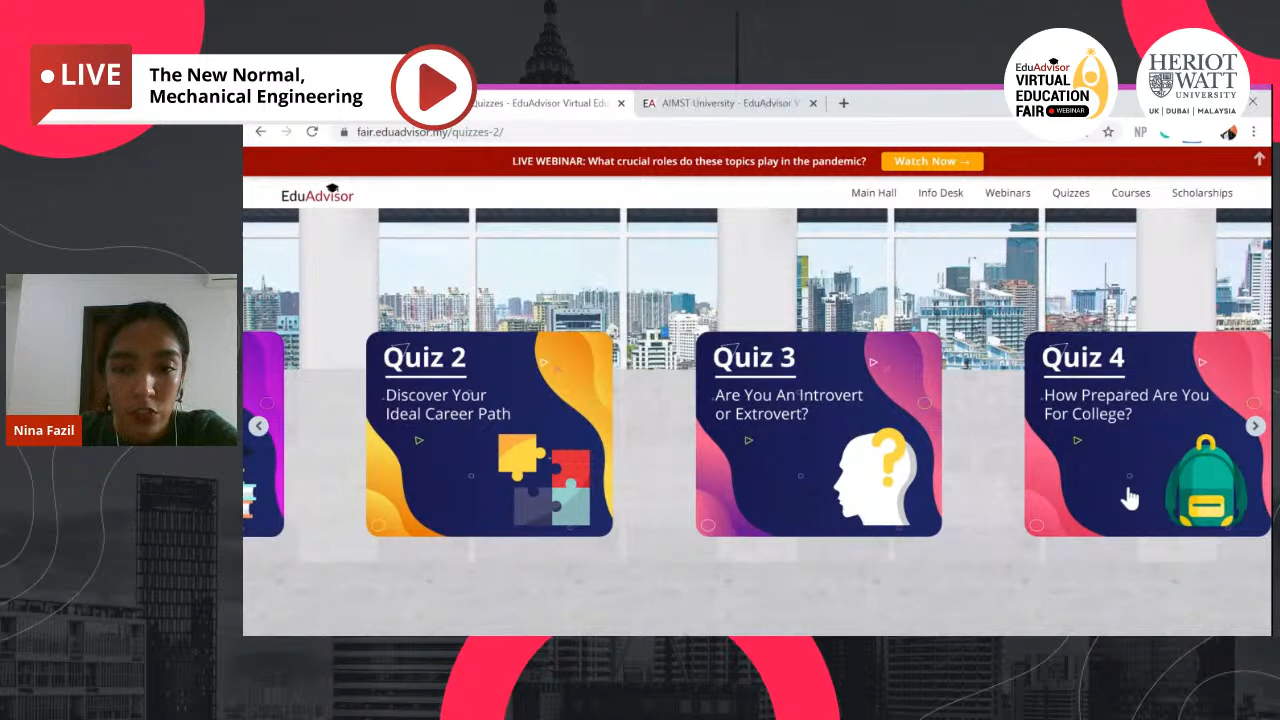 LIVE
The New Normal,
Mechanical Engineering
EduAdvisor
VIRTUAL
EDUCATION
FAIR WEBINAR
HERIOT
WATT
UNIVERSITY
UK | DUBAI | MALAYSIA
Quizzes - EduAdvisor Virtual Edu
EA AIMST University - EduAdvisor V
fair.eduadvisor.my/quizzes-2/
NP
LIVE WEBINAR: What crucial roles do these topics play in the pandemic? Watch Now →
EduAdvisor
Main Hall Info Desk Webinars Quizzes Courses Scholarships
Quiz 2
Discover Your
Ideal Career Path
Quiz 3
Are You An Introvert
or Extrovert?
Quiz 4
How Prepared Are You
For College?
Nina Fazil